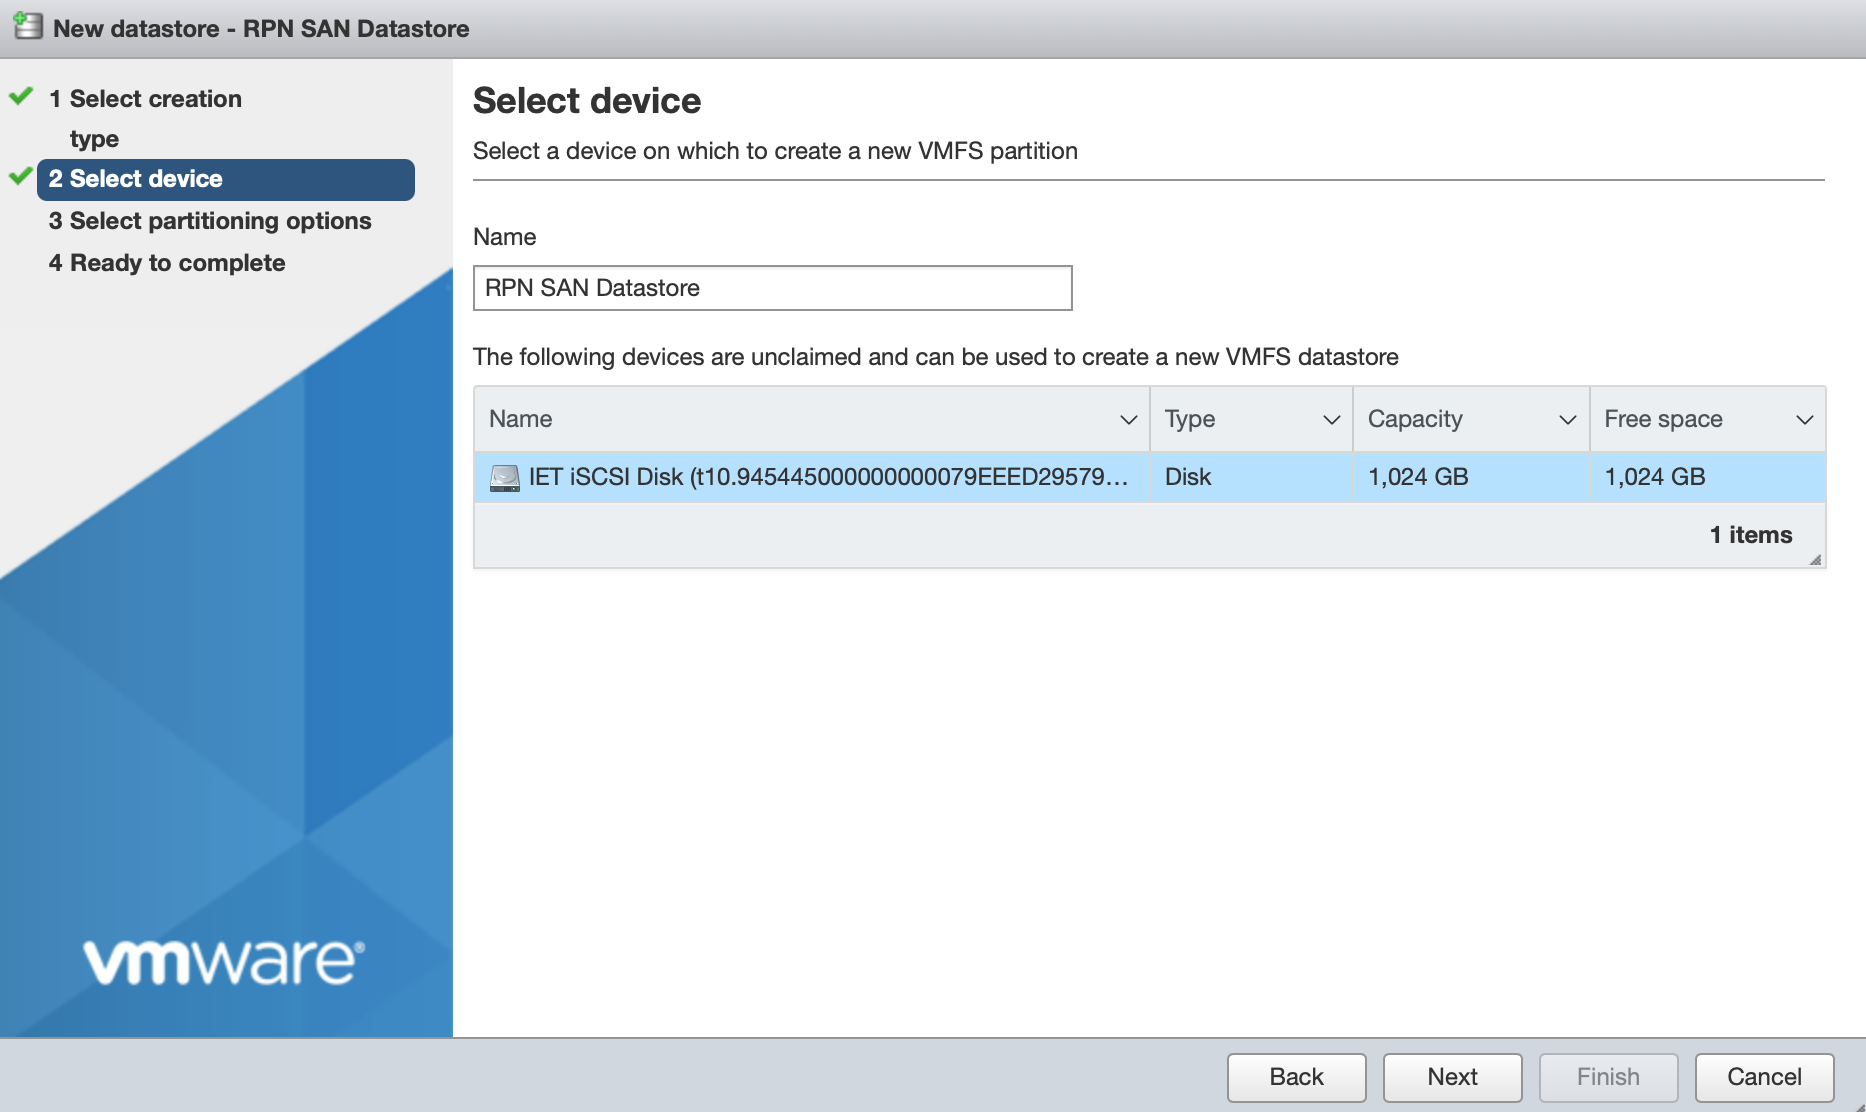 New datastore - RPN SAN Datastore
1 Select creation
type
2 Select device
3 Select partitioning options
4 Ready to complete
vmware®
Select device
Select a device on which to create a new VMFS partition
Name
RPN SAN Datastore
The following devices are unclaimed and can be used to create a new VMFS datastore
Name Type Capacity Free space
IET iSCSI Disk (t10.945445000000000079EEED29579... Disk 1,024 GB 1,024 GB
1 items
Back Next Finish Cancel